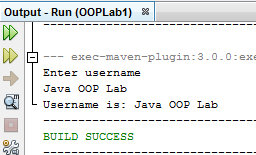 Output - Run (OOPLab1)
------------------------------------
--- exec-maven-plugin:3.0.0:exe
Enter username
Java OOP Lab
Username is: Java OOP Lab
------------------------------------
BUILD SUCCESS
------------------------------------